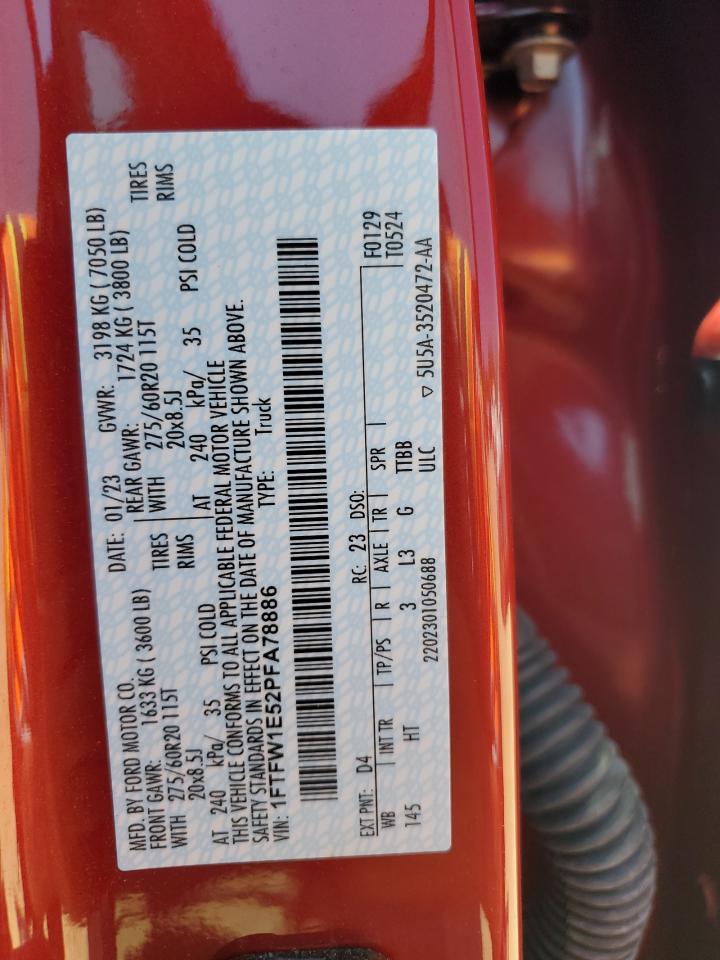 MFD. BY FORD MOTOR CO. DATE: 01/23 GVWR: 3198 KG ( 7050 LB)
FRONT GAWR: 1633 KG ( 3600 LB) REAR GAWR: 1724 KG ( 3800 LB)
WITH 275/60R20 115T TIRES WITH 275/60R20 115T TIRES
20x8.5J RIMS 20x8.5J RIMS
AT 240 kPa/ 35 PSI COLD AT 240 kPa/ 35 PSI COLD
THIS VEHICLE CONFORMS TO ALL APPLICABLE FEDERAL MOTOR VEHICLE
SAFETY STANDARDS IN EFFECT ON THE DATE OF MANUFACTURE SHOWN ABOVE.
VIN: 1FTFW1E52PFA78886 TYPE: Truck
F0129
T0524
EXT PNT: D4 RC: 23 DSO:
WB INT TR TP/PS R AXLE TR SPR
145 HT 3 L3 G TTBB
2202301050688 ULC ▽ 5U5A-3520472-AA